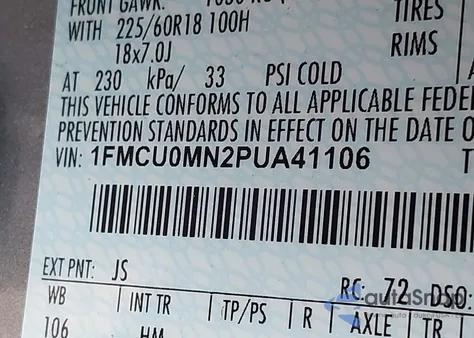 FRONT GAWR:
TIRES
WITH 225/60R18 100H
18x7.0J
RIMS
AT 230 kPa/ 33 PSI COLD
THIS VEHICLE CONFORMS TO ALL APPLICABLE FEDE
PREVENTION STANDARDS IN EFFECT ON THE DATE O
VIN: 1FMCU0MN2PUA41106
EXT PNT: JS
RC: 72 DSO:
WB INT TR TP/PS R AXLE TR
106 HM